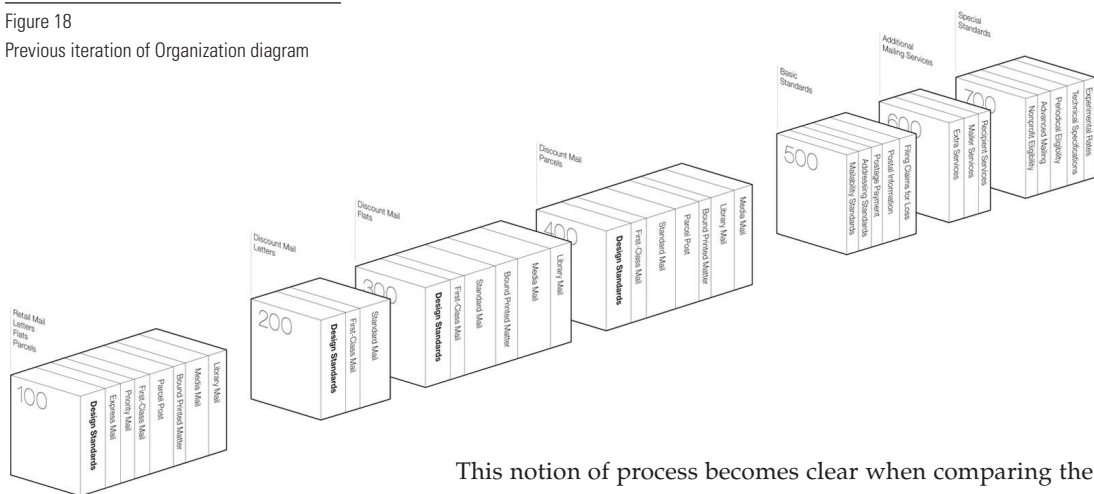 Figure 18
Previous iteration of Organization diagram
Retail Mail
Letters
Flats
Parcels
100
Design Standards
Express Mail
Priority Mail
First-Class Mail
Parcel Post
Bound Printed Matter
Media Mail
Library Mail
Discount Mail
Letters
200
Design Standards
First-Class Mail
Standard Mail
Discount Mail
Flats
300
Design Standards
First-Class Mail
Standard Mail
Bound Printed Matter
Media Mail
Library Mail
Discount Mail
Parcels
400
Design Standards
First-Class Mail
Standard Mail
Parcel Post
Bound Printed Matter
Library Mail
Media Mail
Basic
Standards
500
Mailability Standards
Addressing Standards
Postage Payment
Postal Information
Filing Claims for Loss
Additional
Mailing Services
600
Extra Services
Mailer Services
Recipient Services
Special
Standards
700
Nonprofit Eligibility
Advanced Mailing
Periodical Eligibility
Technical Specifications
Experimental Rates
This notion of process becomes clear when comparing the